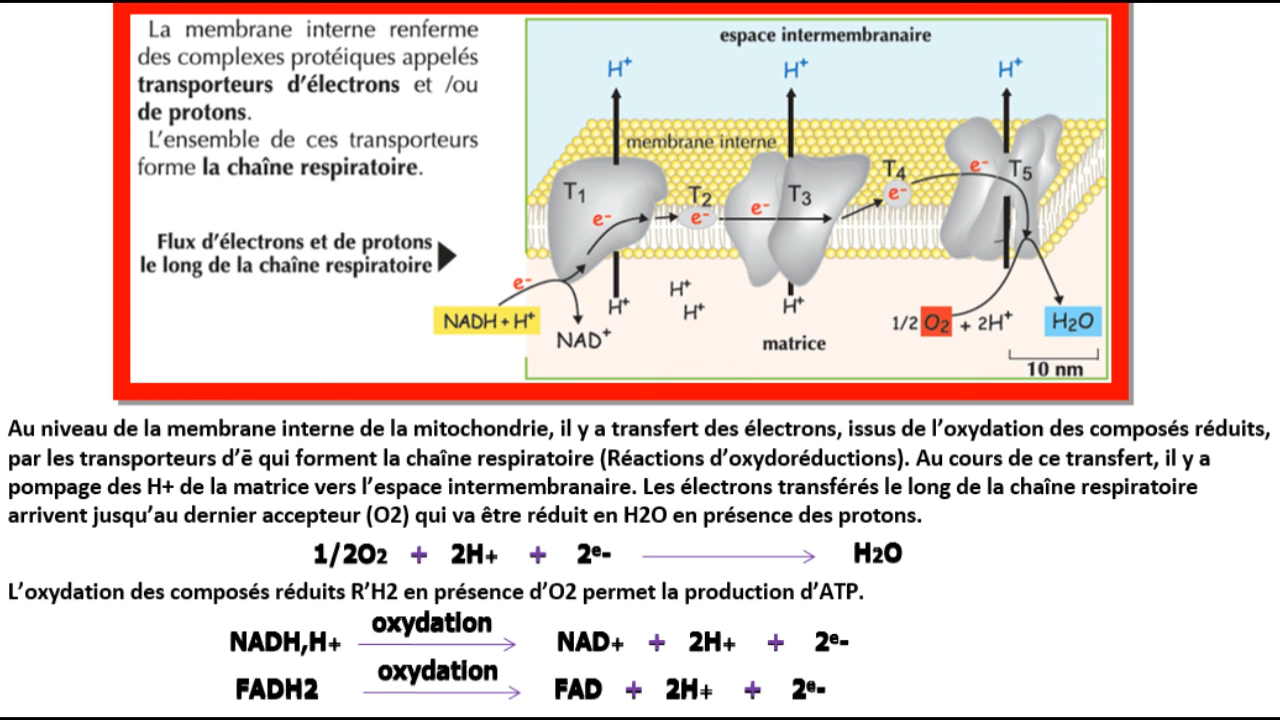 La membrane interne renferme
des complexes protéiques appelés
transporteurs d'électrons et /ou
de protons.
L'ensemble de ces transporteurs
forme la chaîne respiratoire.
Flux d'électrons et de protons
le long de la chaîne respiratoire
espace intermembranaire
H+ H+ H+
membrane interne
T1 T2 T3 T4 T5
e- e- e- e- e-
e-
NADH + H+
NAD+
H+ H+ H+
H+
matrice
1/2 O2 + 2H+ H2O
10 nm
Au niveau de la membrane interne de la mitochondrie, il y a transfert des électrons, issus de l'oxydation des composés réduits,
par les transporteurs d'ē qui forment la chaîne respiratoire (Réactions d'oxydoréductions). Au cours de ce transfert, il y a
pompage des H+ de la matrice vers l'espace intermembranaire. Les électrons transférés le long de la chaîne respiratoire
arrivent jusqu'au dernier accepteur (O2) qui va être réduit en H2O en présence des protons.
1/2O2 + 2H+ + 2e- H2O
L'oxydation des composés réduits R'H2 en présence d'O2 permet la production d'ATP.
oxydation
NADH,H+ NAD+ + 2H+ + 2e-
oxydation
FADH2 FAD + 2H+ + 2e-